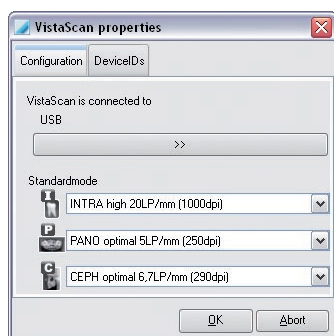 VistaScan properties
Configuration DeviceIDs
VistaScan is connected to
USB
>>
Standardmode
I
INTRA high 20LP/mm (1000dpi)
P
PANO optimal 5LP/mm (250dpi)
C
CEPH optimal 6,7LP/mm (290dpi)
OK Abort